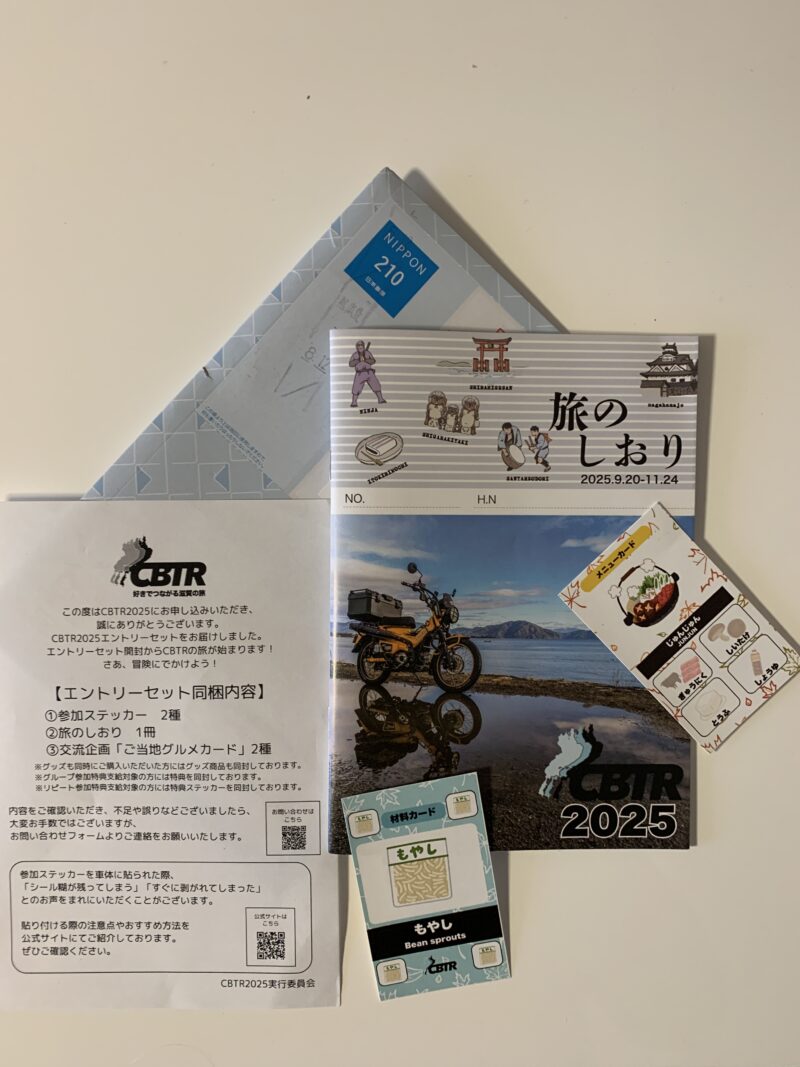 NIPPON
210
日本郵便
8.12
NINJA
SHIRAHIGESAN
nagahamajo
SHIGARAKITAKI
ITOKIRIMOCHI
SANYAREODORI
旅の
しおり
2025.9.20-11.24
NO.
H.N
CBTR
2025
CBTR
好きでつながる滋賀の旅
この度はCBTR2025にお申し込みいただき、
誠にありがとうございます。
CBTR2025エントリーセットをお届けしました。
エントリーセット開封からCBTRの旅が始まります!
さあ、冒険にでかけよう!
【エントリーセット同梱内容】
①参加ステッカー 2種
②旅のしおり 1冊
③交流企画「ご当地グルメカード」2種
※グッズも同時にご購入いただいた方にはグッズ商品も同封しております。
※グループ参加特典支給対象の方には特典を同封しております。
※リピート参加特典支給対象の方には特典ステッカーを同封しております。
内容をご確認いただき、不足や誤りなどございましたら、
大変お手数ではございますが、
お問い合わせフォームよりご連絡をお願いいたします。
お問い合わせは
こちら
参加ステッカーを車体に貼られた際、
「シール糊が残ってしまう」「すぐに剥がれてしまった」
とのお声をまれにいただくことがございます。
貼り付ける際の注意点やおすすめ方法を
公式サイトにてご紹介しております。
ぜひご確認ください。
公式サイトは
こちら
CBTR2025実行委員会
メニューカード
じゅんじゅん
JUNJUN
ぎゅうにく
しいたけ
とうふ
しょうゆ
材料カード
もやし
もやし
Bean sprouts
CBTR